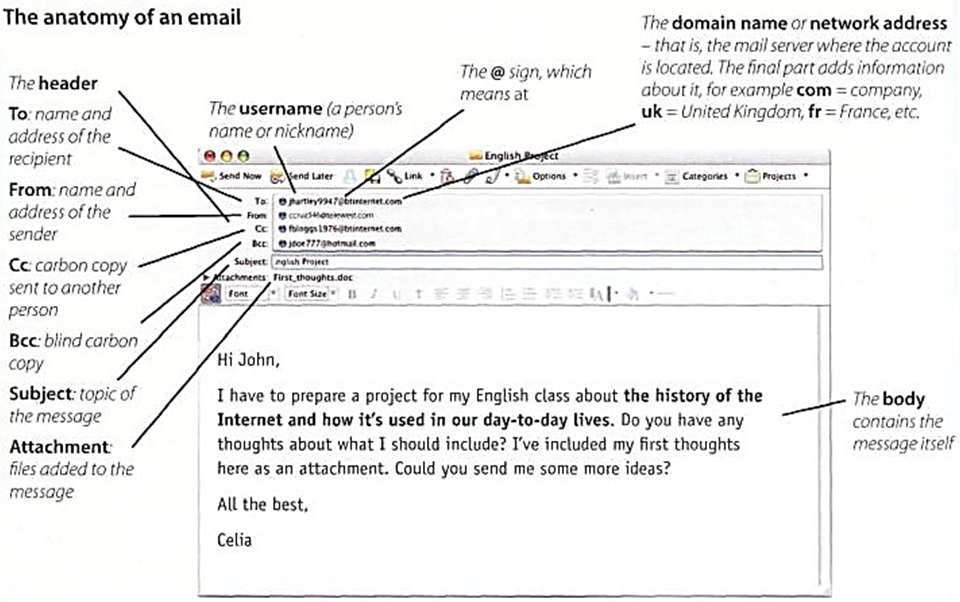 The anatomy of an email
The header
To: name and
address of the
recipient
From: name and
address of the
sender
Cc: carbon copy
sent to another
person
Bcc: blind carbon
copy
Subject: topic of
the message
Attachment:
files added to the
message
The username (a person's
name or nickname)
The @ sign, which
means at
The domain name or network address
– that is, the mail server where the account
is located. The final part adds information
about it, for example com = company,
uk = United Kingdom, fr = France, etc.
English Project
Send Now Send Later Link Options Insert Categories Projects
To: jhartley9947@btinternet.com
From:
Cc: fbloggs1976@btinternet.com
Bcc: jdoe777@hotmail.com
Subject: nglish Project
Attachments: First_thoughts.doc
Font Font Size B I U T
Hi John,
I have to prepare a project for my English class about the history of the
Internet and how it's used in our day-to-day lives. Do you have any
thoughts about what I should include? I've included my first thoughts
here as an attachment. Could you send me some more ideas?
All the best,
Celia
The body
contains the
message itself